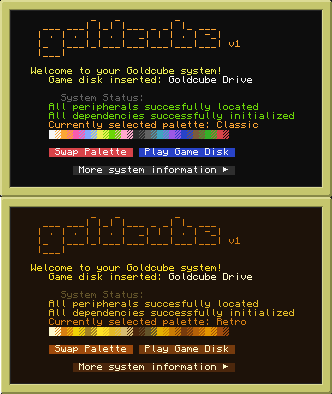 goldcube v1
Welcome to your Goldcube system!
Game disk inserted: Goldcube Drive
System Status:
All peripherals succesfully located
All dependencies successfully initialized
Currently selected palette: Classic
Swap Palette Play Game Disk
More system information ►
goldcube v1
Welcome to your Goldcube system!
Game disk inserted: Goldcube Drive
System Status:
All peripherals succesfully located
All dependencies successfully initialized
Currently selected palette: Retro
Swap Palette Play Game Disk
More system information ►